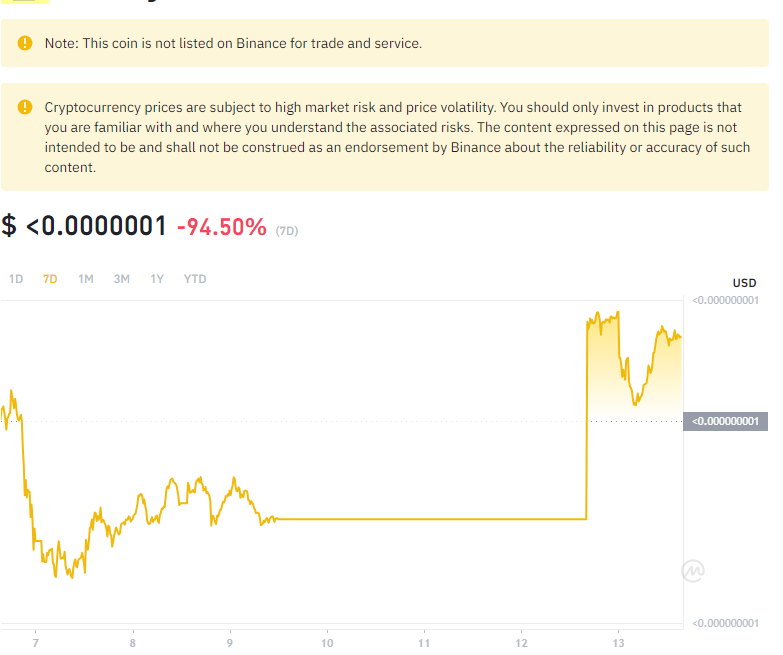 Note: This coin is not listed on Binance for trade and service.
Cryptocurrency prices are subject to high market risk and price volatility. You should only invest in products that
you are familiar with and where you understand the associated risks. The content expressed on this page is not
intended to be and shall not be construed as an endorsement by Binance about the reliability or accuracy of such
content.
$ <0.0000001 -94.50% (7D)
1D 7D 1M 3M 1Y YTD
USD
<0.000000001
<0.000000001
<0.000000001
7 8 9 10 11 12 13